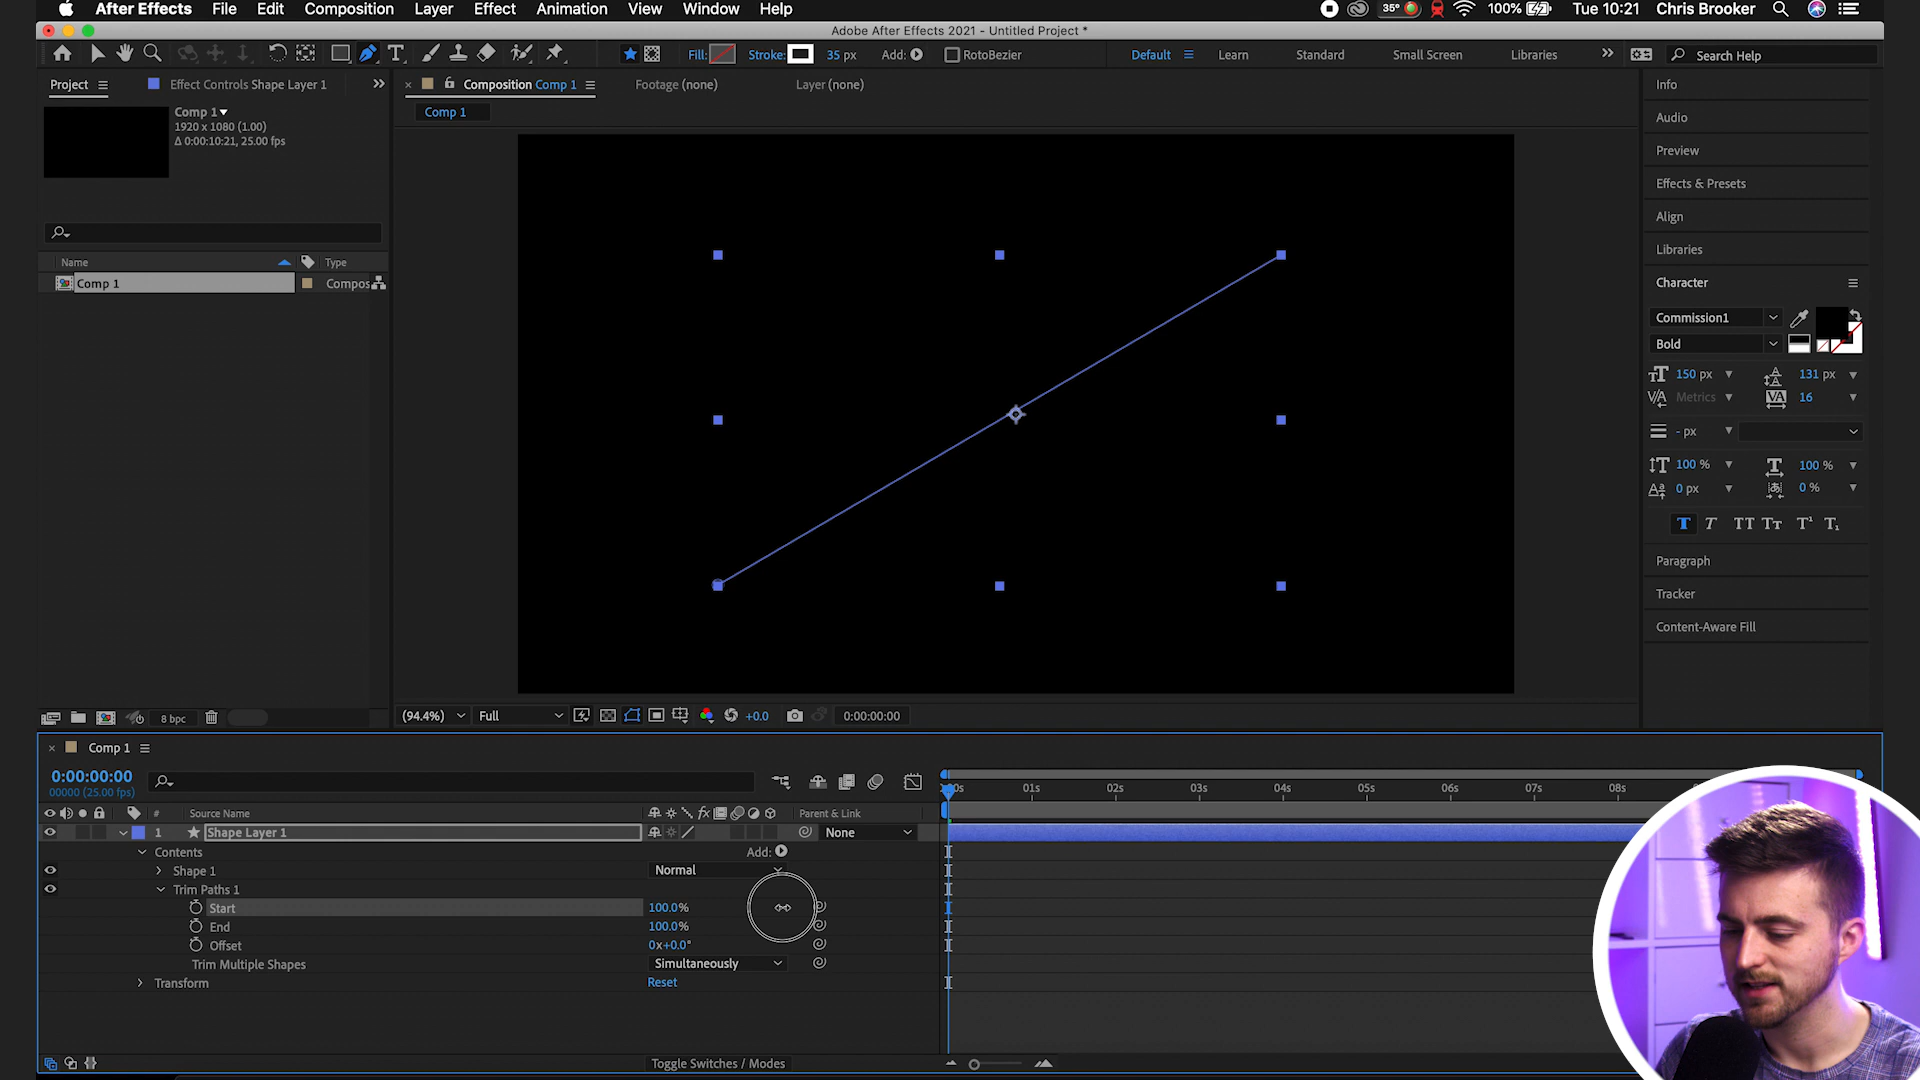 After Effects File Edit Composition Layer Effect Animation View Window Help 35° 100% Tue 10:21 Chris Brooker
Adobe After Effects 2021 - Untitled Project *
Fill: Stroke: 35 px Add: RotoBezier Default Learn Standard Small Screen Libraries Search Help
Project Effect Controls Shape Layer 1
Composition Comp 1 Footage (none) Layer (none)
Comp 1
Comp 1
1920 x 1080 (1.00)
Δ 0:00:10:21, 25.00 fps
Name Type
Comp 1 Compos
8 bpc
(94.4%) Full +0.0 0:00:00:00
Info
Audio
Preview
Effects & Presets
Align
Libraries
Character
Commission1
Bold
150 px 131 px
Metrics 16
- px
100 % 100 %
0 px 0 %
T T TT Tt T¹ T₁
Paragraph
Tracker
Content-Aware Fill
Comp 1
0:00:00:00
00000 (25.00 fps)
01s 02s 03s 04s 05s 06s 07s 08s
# Source Name Parent & Link
1 Shape Layer 1 None
Contents Add:
Shape 1 Normal
Trim Paths 1
Start 100.0%
End 100.0%
Offset 0x+0.0°
Trim Multiple Shapes Simultaneously
Transform Reset
Toggle Switches / Modes